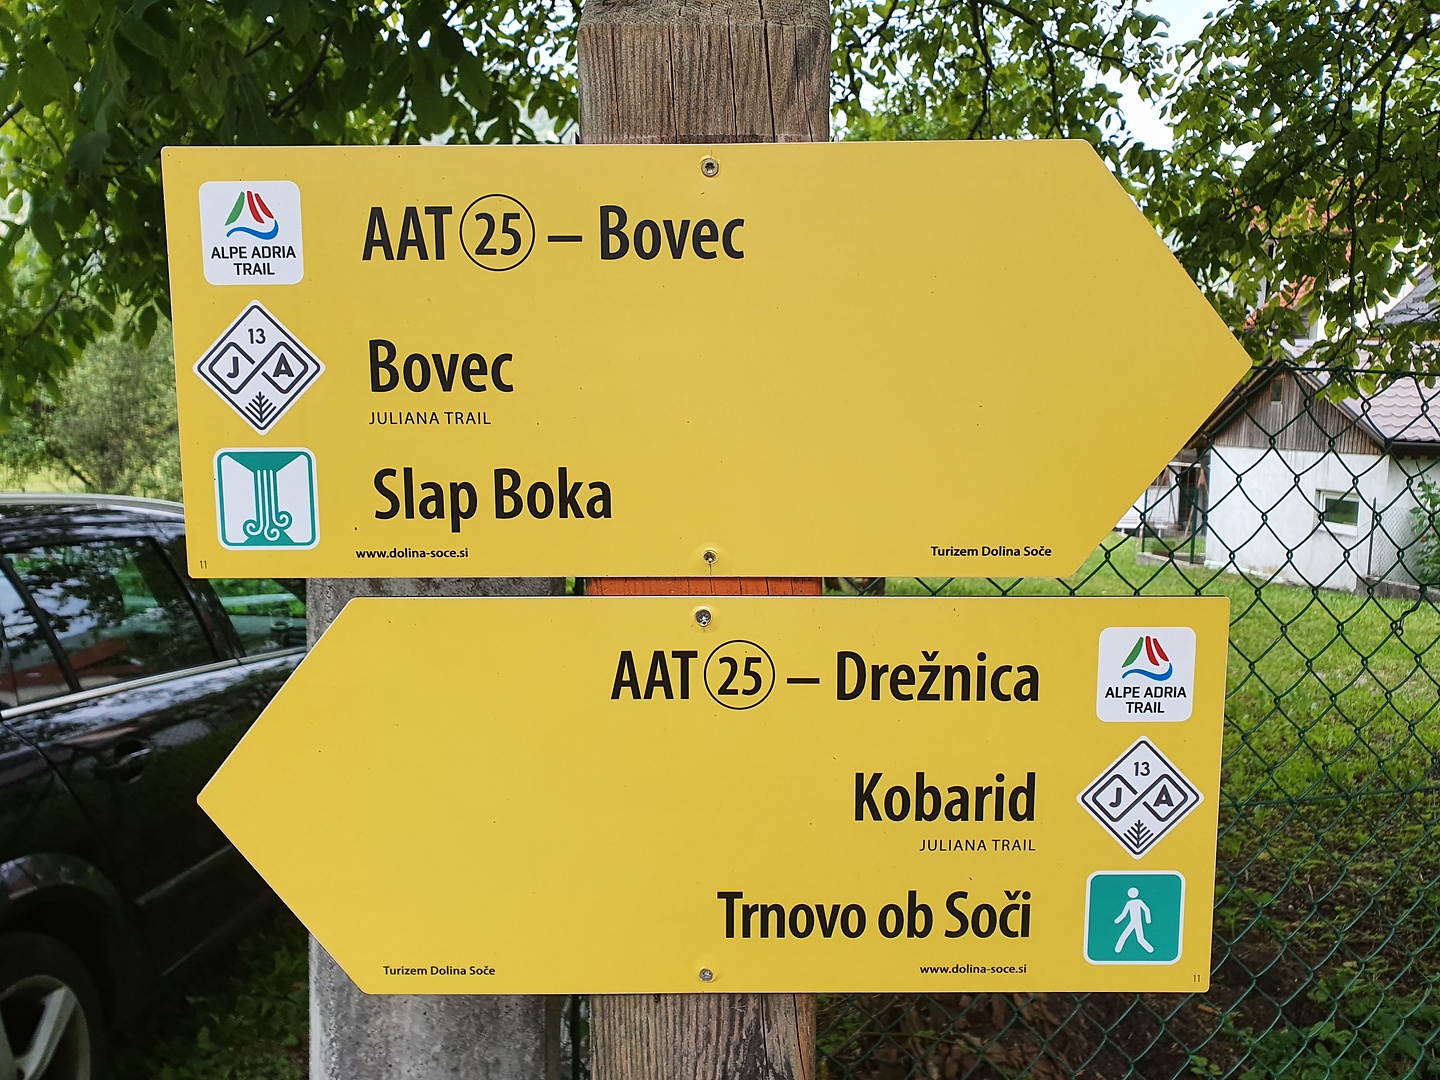 ALPE ADRIA
TRAIL
AAT 25 – Bovec
13
J A
Bovec
JULIANA TRAIL
Slap Boka
11
www.dolina-soce.si
Turizem Dolina Soče
AAT 25 – Drežnica
ALPE ADRIA
TRAIL
Kobarid
13
J A
JULIANA TRAIL
Trnovo ob Soči
Turizem Dolina Soče
www.dolina-soce.si
11